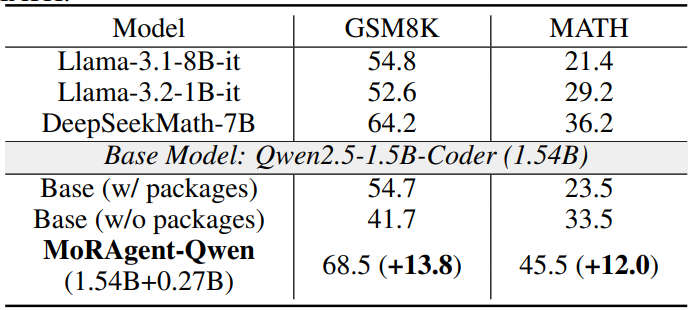 Model GSM8K MATH
Llama-3.1-8B-it 54.8 21.4
Llama-3.2-1B-it 52.6 29.2
DeepSeekMath-7B 64.2 36.2
Base Model: Qwen2.5-1.5B-Coder (1.54B)
Base (w/ packages) 54.7 23.5
Base (w/o packages) 41.7 33.5
MoRAgent-Qwen
(1.54B+0.27B) 68.5 (+13.8) 45.5 (+12.0)